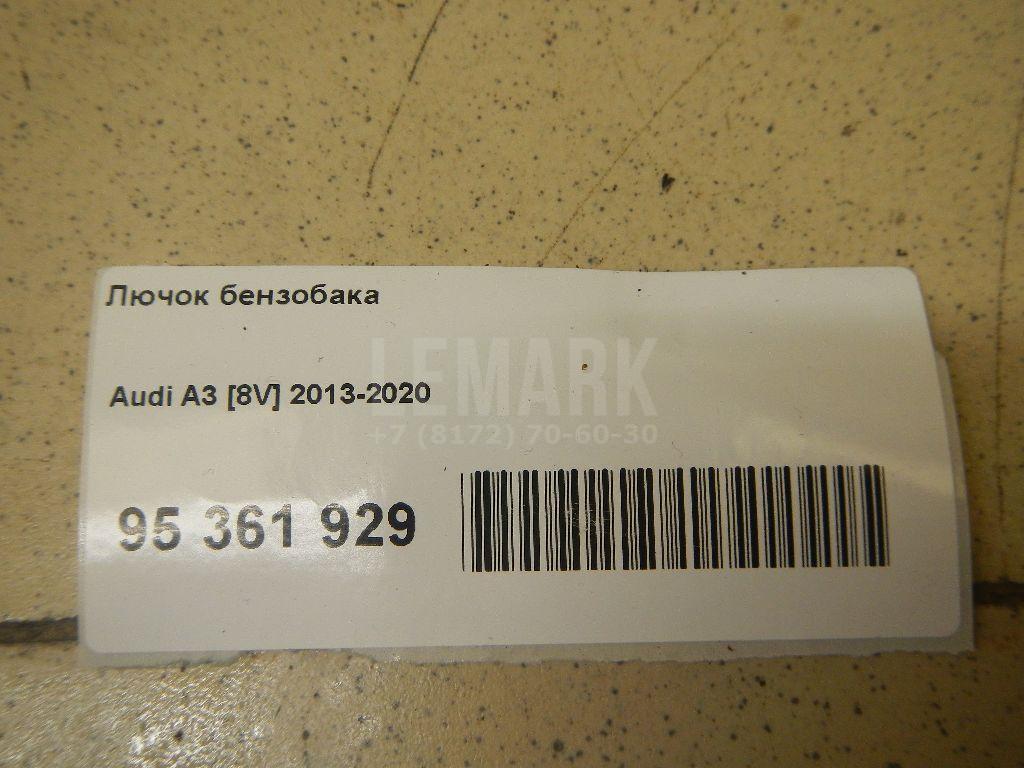 Лючок бензобака
LEMARK
Audi A3 [8V] 2013-2020
+7 (8172) 70-60-30
95 361 929